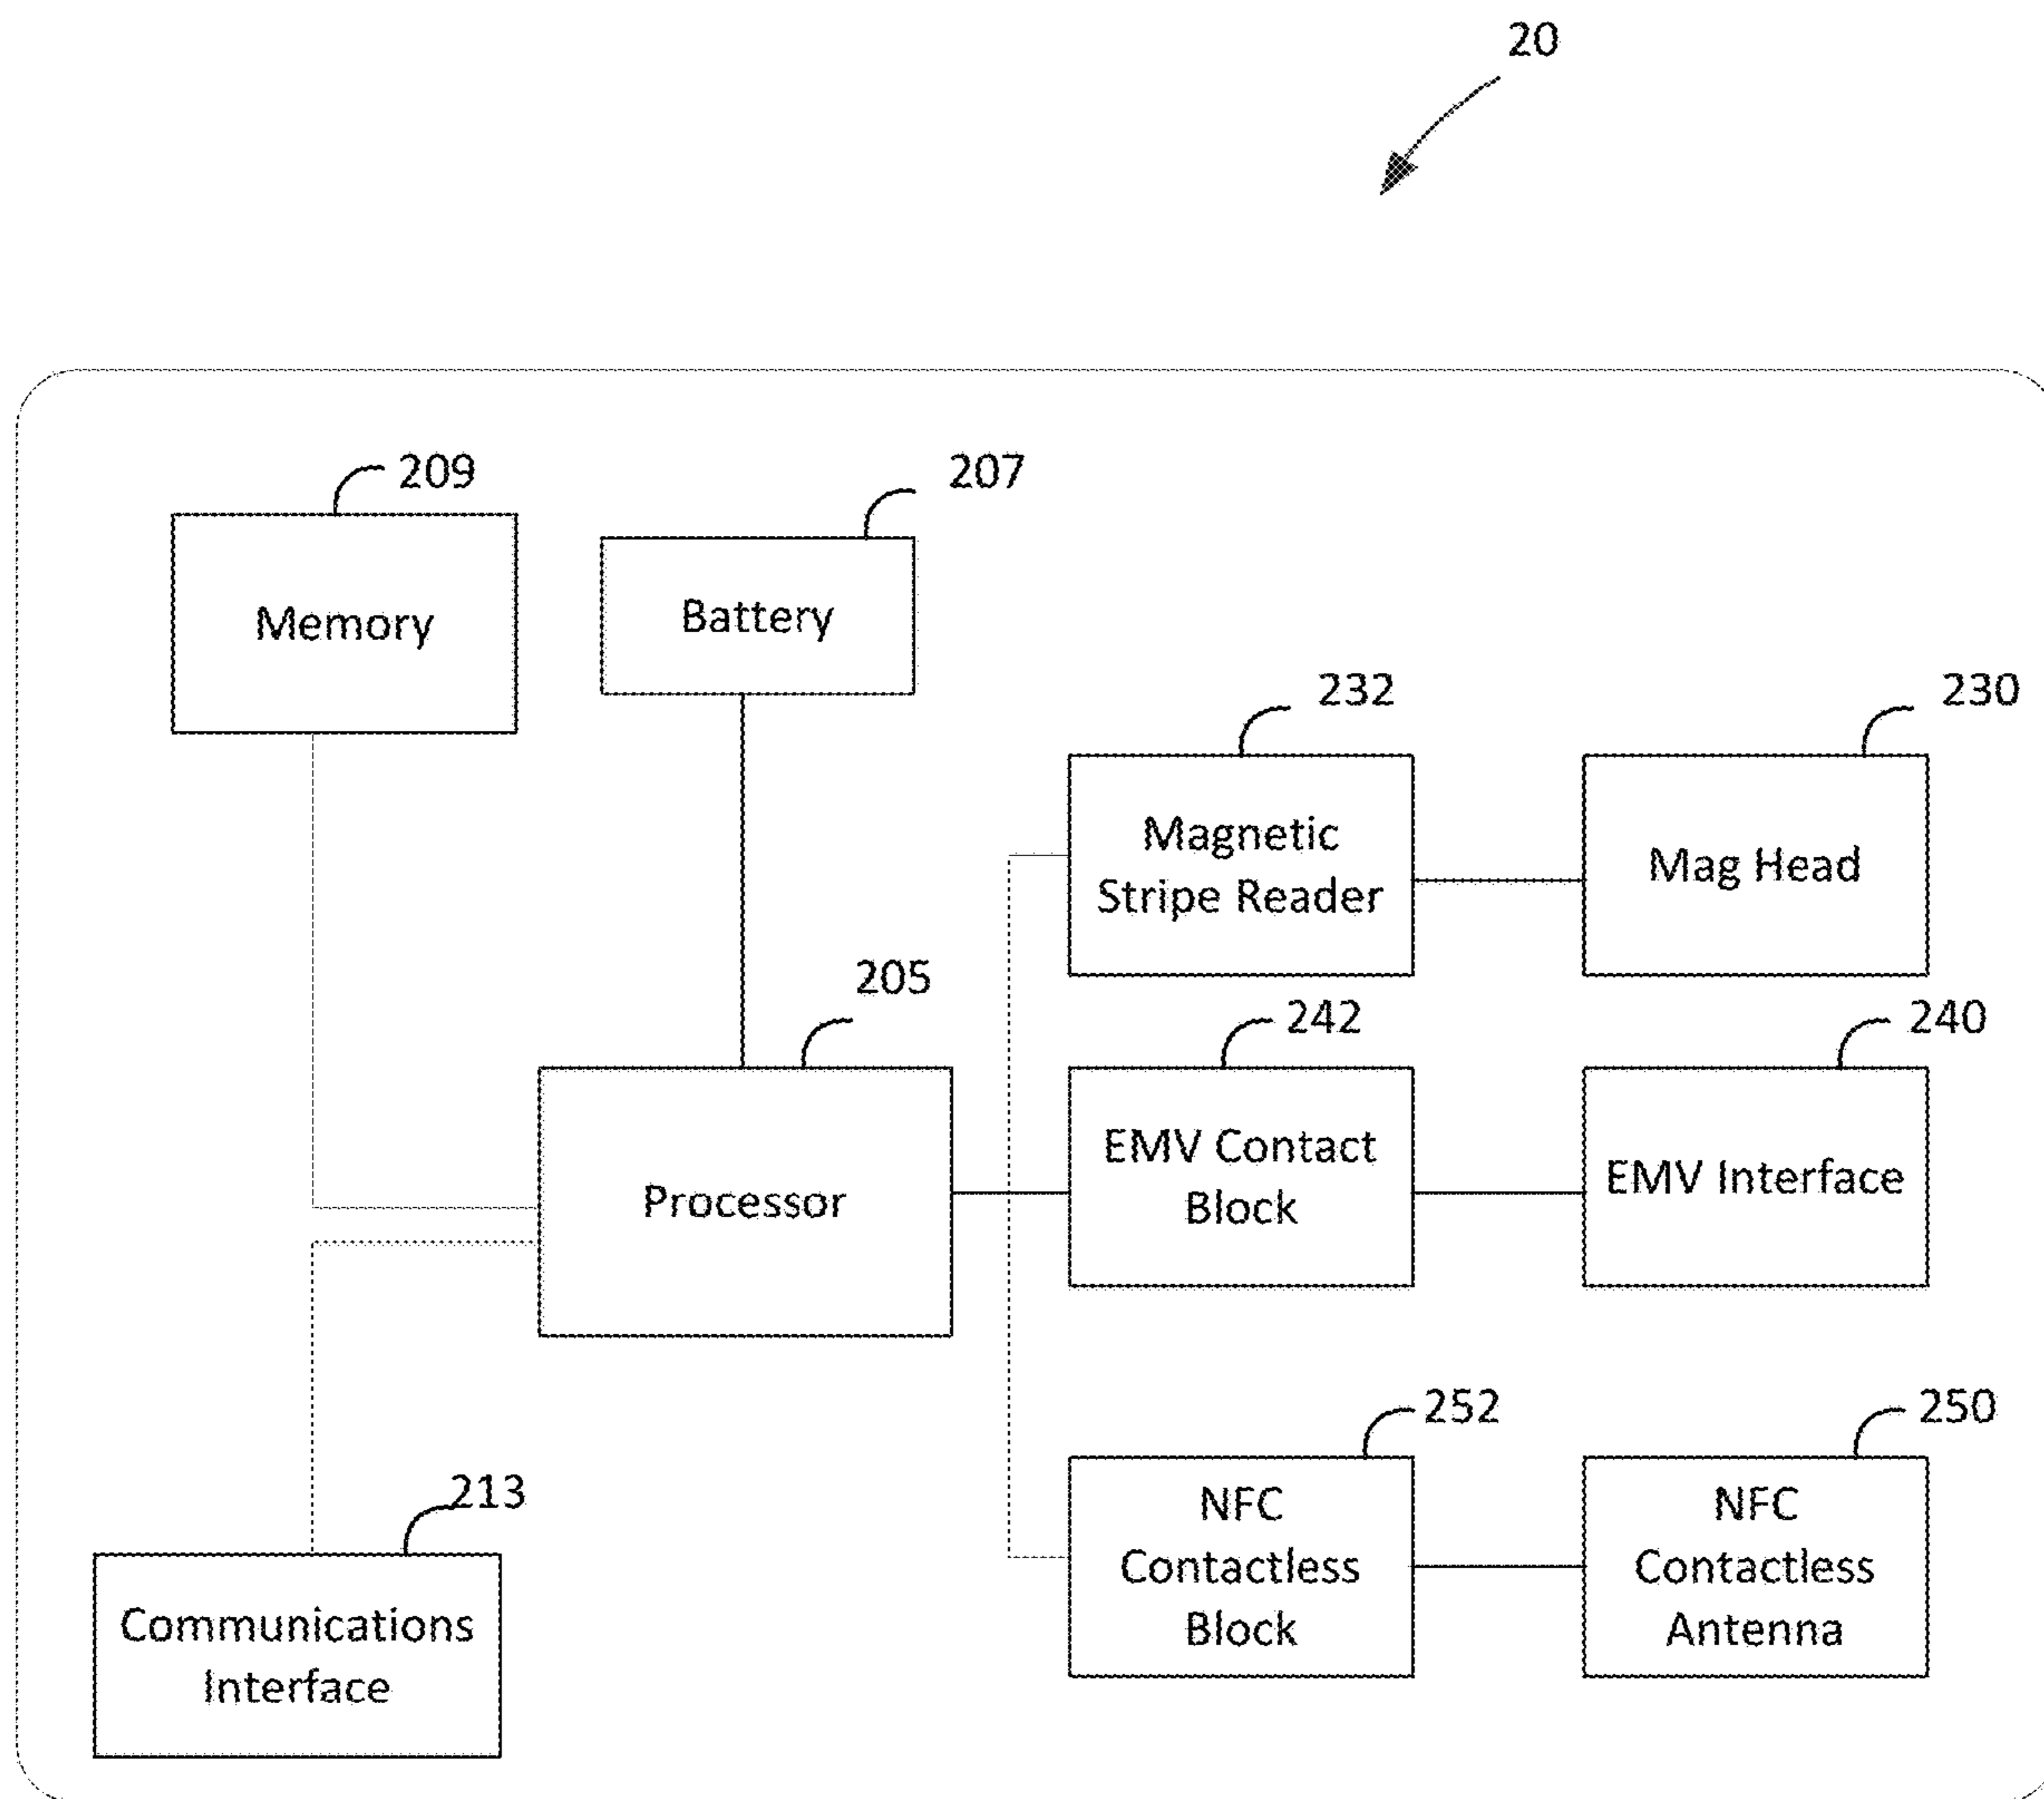 20
209
207
Memory
Battery
232
230
Magnetic
Stripe Reader
Mag Head
205
242
240
Processor
EMV Contact
Block
EMV Interface
252
250
213
NFC
Contactless
Block
NFC
Contactless
Antenna
Communications
Interface